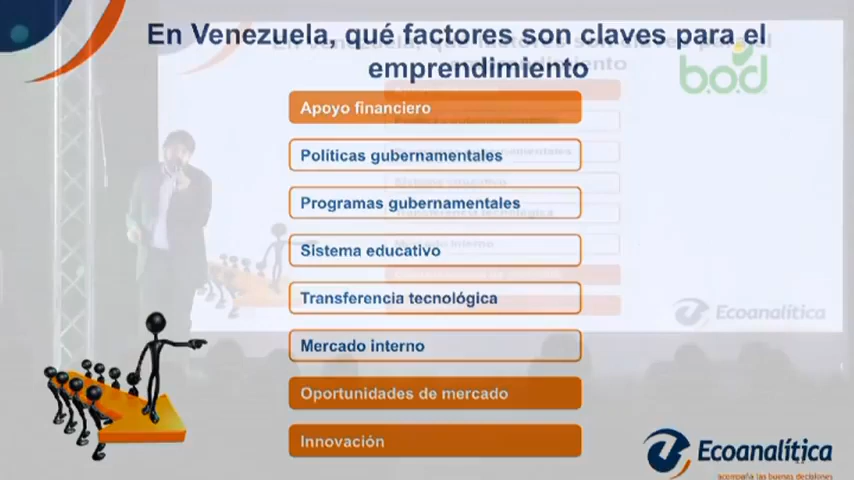 En Venezuela, qué factores son claves para el
emprendimiento
b.o.d
Apoyo financiero
Políticas gubernamentales
Programas gubernamentales
Sistema educativo
Transferencia tecnológica
Mercado interno
Ecoanalítica
Oportunidades de mercado
Innovación
Ecoanalítica
acompaña las buenas decisiones